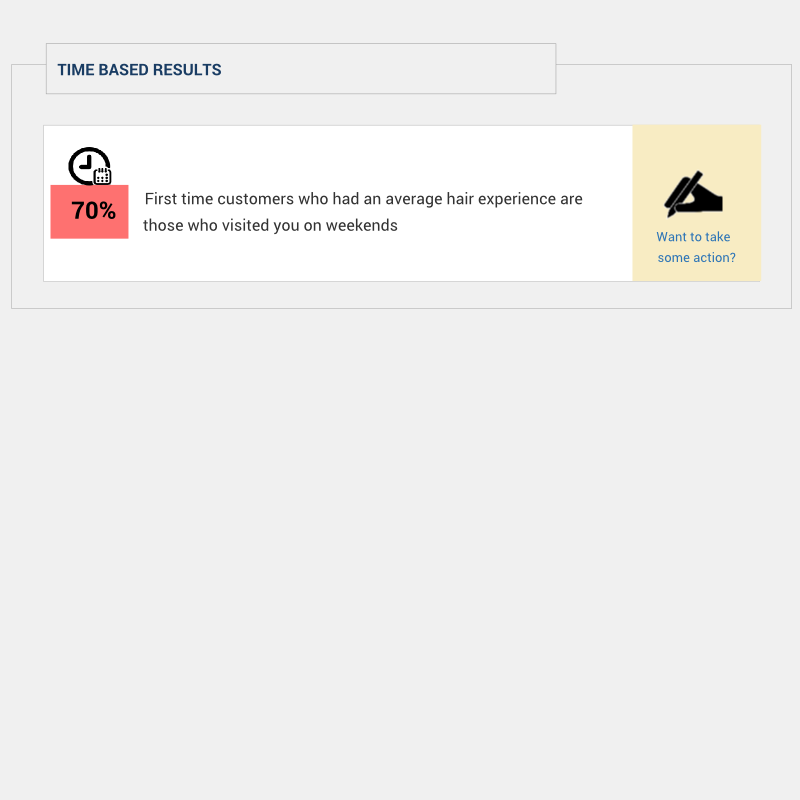 TIME BASED RESULTS
70%
First time customers who had an average hair experience are
those who visited you on weekends
Want to take
some action?